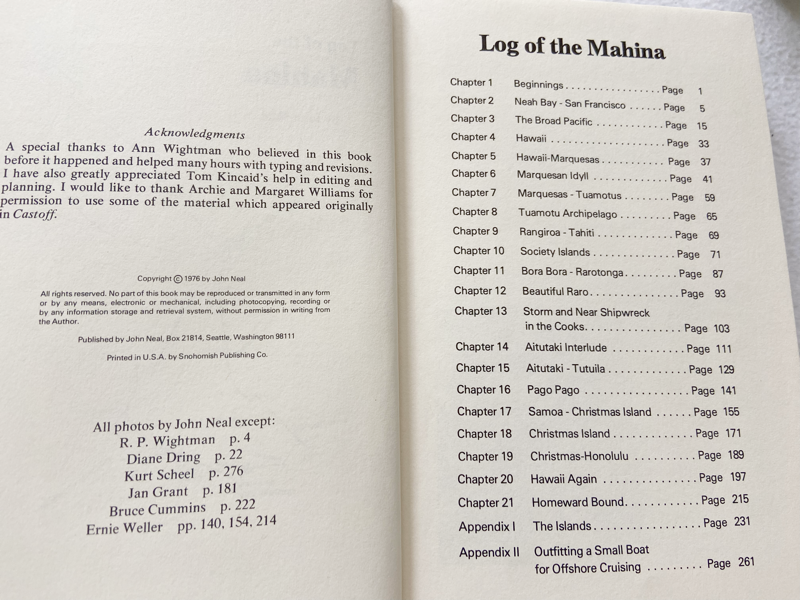 Acknowledgments
A special thanks to Ann Wightman who believed in this book
before it happened and helped many hours with typing and revisions.
I have also greatly appreciated Tom Kincaid's help in editing and
planning. I would like to thank Archie and Margaret Williams for
permission to use some of the material which appeared originally
in Castoff.
Copyright ©1976 by John Neal
All rights reserved. No part of this book may be reproduced or transmitted in any form
or by any means, electronic or mechanical, including photocopying, recording or
by any information storage and retrieval system, without permission in writing from
the Author.
Published by John Neal, Box 21814, Seattle, Washington 98111
Printed in U.S.A. by Snohomish Publishing Co.
All photos by John Neal except:
R. P. Wightman p. 4
Diane Dring p. 22
Kurt Scheel p. 276
Jan Grant p. 181
Bruce Cummins p. 222
Ernie Weller pp. 140, 154, 214
Log of the Mahina
Chapter 1 Beginnings................Page 1
Chapter 2 Neah Bay - San Francisco ......Page 5
Chapter 3 The Broad Pacific ............Page 15
Chapter 4 Hawaii .....................Page 33
Chapter 5 Hawaii-Marquesas............Page 37
Chapter 6 Marquesan Idyll .............Page 41
Chapter 7 Marquesas - Tuamotus ........Page 59
Chapter 8 Tuamotu Archipelago ........Page 65
Chapter 9 Rangiroa - Tahiti ............Page 69
Chapter 10 Society Islands .............Page 71
Chapter 11 Bora Bora - Rarotonga........Page 87
Chapter 12 Beautiful Raro..............Page 93
Chapter 13 Storm and Near Shipwreck
in the Cooks................Page 103
Chapter 14 Aitutaki Interlude ...........Page 111
Chapter 15 Aitutaki - Tutuila............Page 129
Chapter 16 Pago Pago .................Page 141
Chapter 17 Samoa - Christmas Island ......Page 155
Chapter 18 Christmas Island.............Page 171
Chapter 19 Christmas-Honolulu .........Page 189
Chapter 20 Hawaii Again ...............Page 197
Chapter 21 Homeward Bound............Page 215
Appendix I The Islands.................Page 231
Appendix II Outfitting a Small Boat
for Offshore Cruising .........Page 261